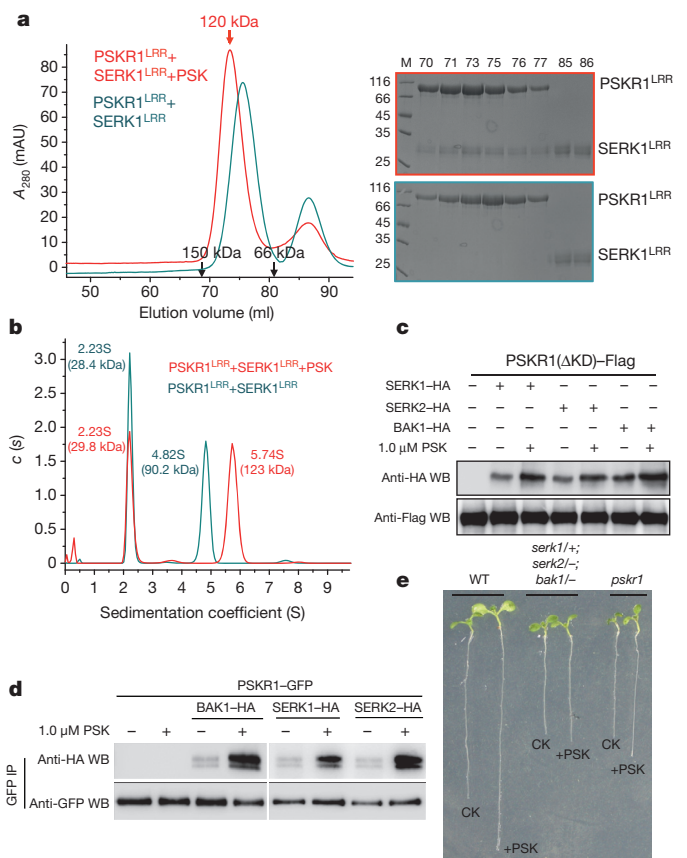 a
120 kDa
PSKR1LRR+
SERK1LRR+PSK
PSKR1LRR+
SERK1LRR
A280 (mAU)
80
70
60
50
40
30
20
10
0
150 kDa
66 kDa
50 60 70 80 90
Elution volume (ml)
M 70 71 73 75 76 77 85 86
116
66
45
35
25
PSKR1LRR
SERK1LRR
116
66
45
35
25
PSKR1LRR
SERK1LRR
b
c (s)
3.0
2.5
2.0
1.5
1.0
0.5
0
2.23S
(28.4 kDa)
PSKR1LRR+SERK1LRR+PSK
PSKR1LRR+SERK1LRR
2.23S
(29.8 kDa)
4.82S
(90.2 kDa)
5.74S
(123 kDa)
0 1 2 3 4 5 6 7 8 9
Sedimentation coefficient (S)
c
PSKR1(ΔKD)–Flag
SERK1–HA – + + – – – –
SERK2–HA – – – + + – –
BAK1–HA – – – – – + +
1.0 µM PSK – – + – + – +
Anti-HA WB
Anti-Flag WB
d
PSKR1–GFP
BAK1–HA SERK1–HA SERK2–HA
1.0 µM PSK – + – + – + – +
GFP IP
Anti-HA WB
Anti-GFP WB
e
WT
serk1/+;
serk2/–;
bak1/–
pskr1
CK
+PSK
CK
+PSK
CK
+PSK